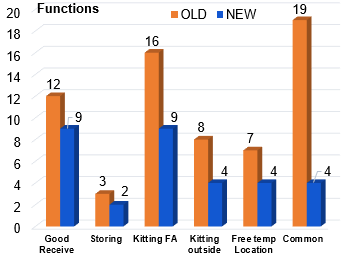 Functions
OLD NEW
20
18
16
14
12
10
8
6
4
2
0
12
9
3
2
16
9
8
4
7
4
19
4
Good Receive
Storing
Kitting FA
Kitting outside
Free temp Location
Common